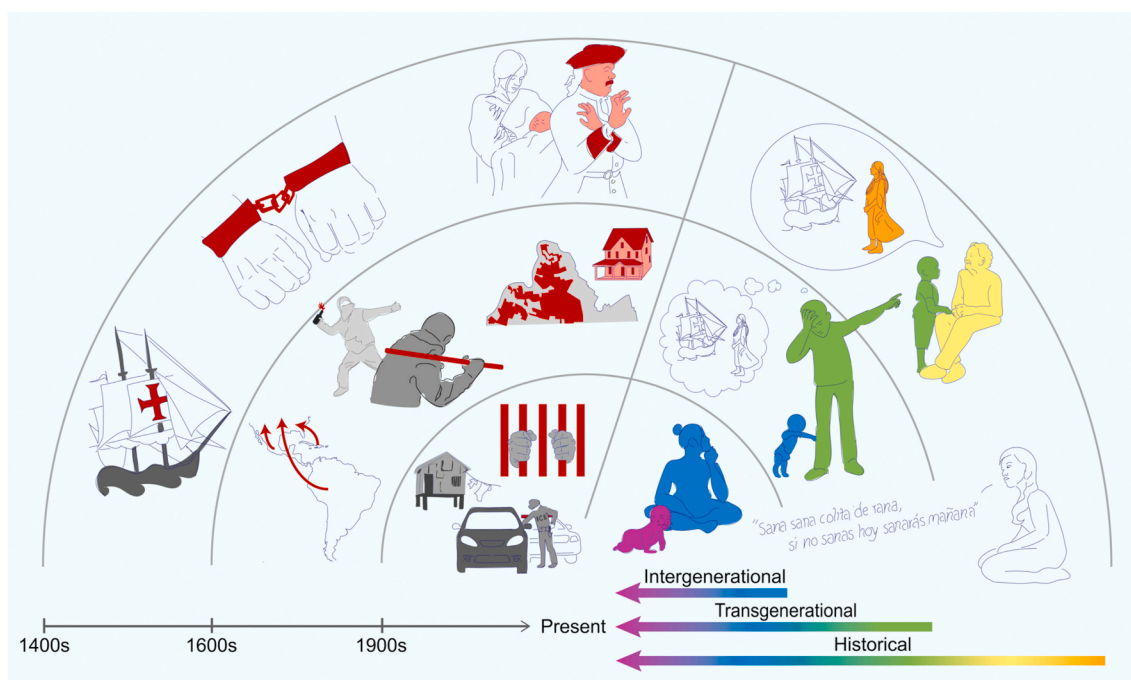 "Sana sana colita de rana,
si no sanas hoy sanarás mañana"
Intergenerational
Transgenerational
Historical
1400s
1600s
1900s
Present